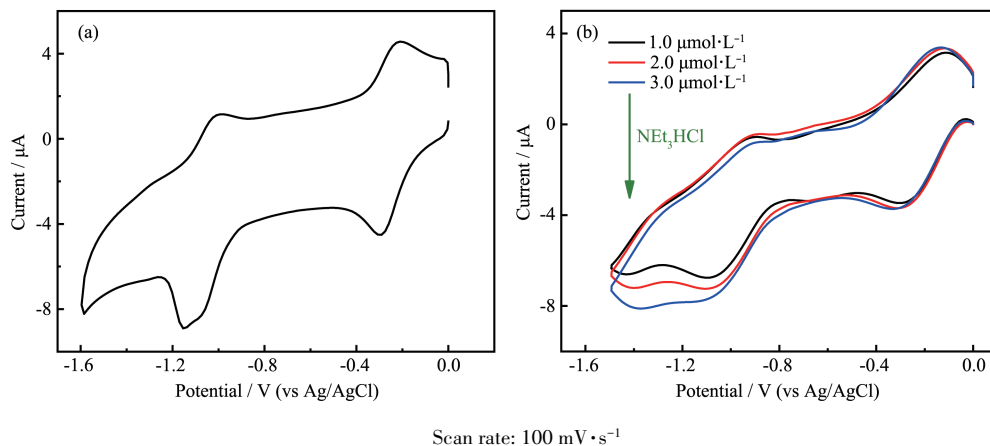 (a)
4
0
-4
-8
Current / μA
-1.6 -1.2 -0.8 -0.4 0.0
Potential / V (vs Ag/AgCl)
(b)
1.0 μmol·L⁻¹
2.0 μmol·L⁻¹
3.0 μmol·L⁻¹
NEt₃HCl
4
0
-4
-8
Current / μA
-1.6 -1.2 -0.8 -0.4 0.0
Potential / V (vs Ag/AgCl)
Scan rate: 100 mV·s⁻¹